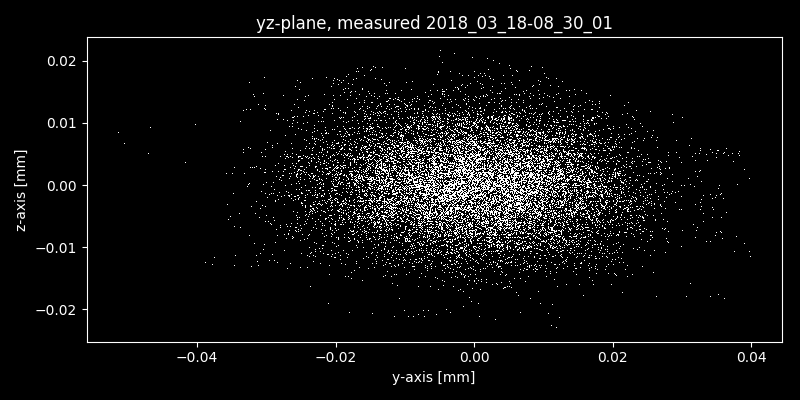 yz-plane, measured 2018_03_18-08_30_01
0.02
0.01
0.00
−0.01
−0.02
z-axis [mm]
−0.04 −0.02 0.00 0.02 0.04
y-axis [mm]